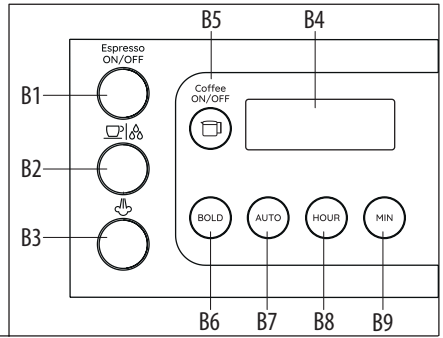 B5
B4
Espresso
ON/OFF
Coffee
ON/OFF
B1
B2
B3
BOLD
AUTO
HOUR
MIN
B6
B7
B8
B9